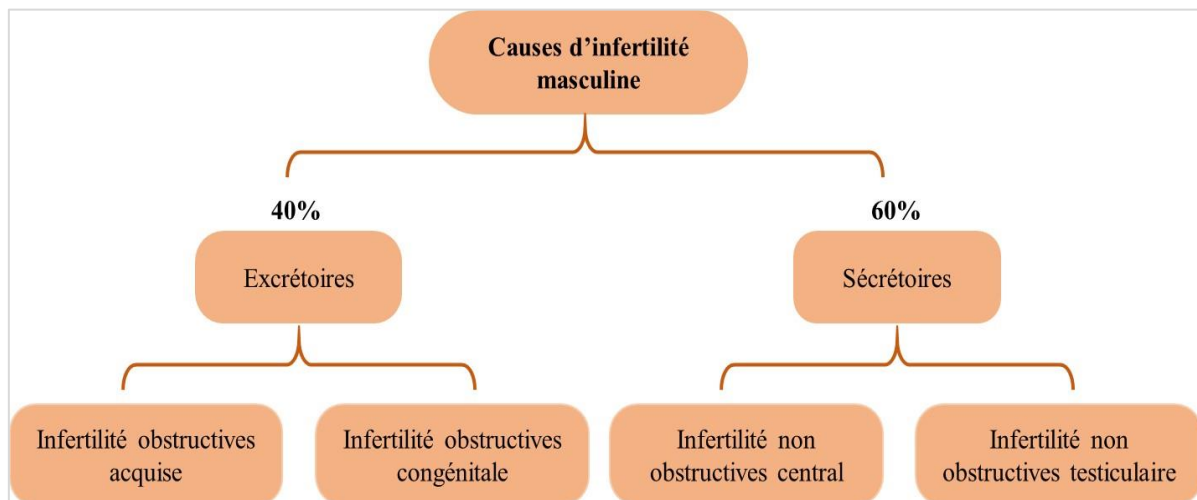 Causes d’infertilité
masculine
40%
60%
Excrétoires
Sécrétoires
Infertilité obstructives
acquise
Infertilité obstructives
congénitale
Infertilité non
obstructives central
Infertilité non
obstructives testiculaire